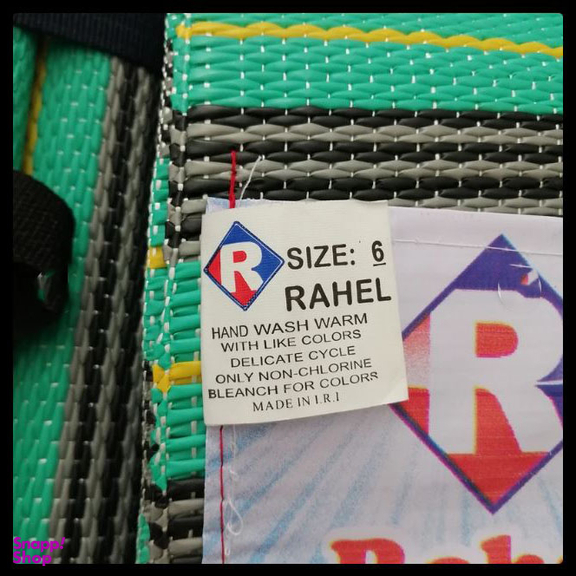 R
SIZE: 6
RAHEL
HAND WASH WARM
WITH LIKE COLORS
DELICATE CYCLE
ONLY NON-CHLORINE
BLEANCH FOR COLORS
MADE IN I.R.I
R
Snapp!
Shop